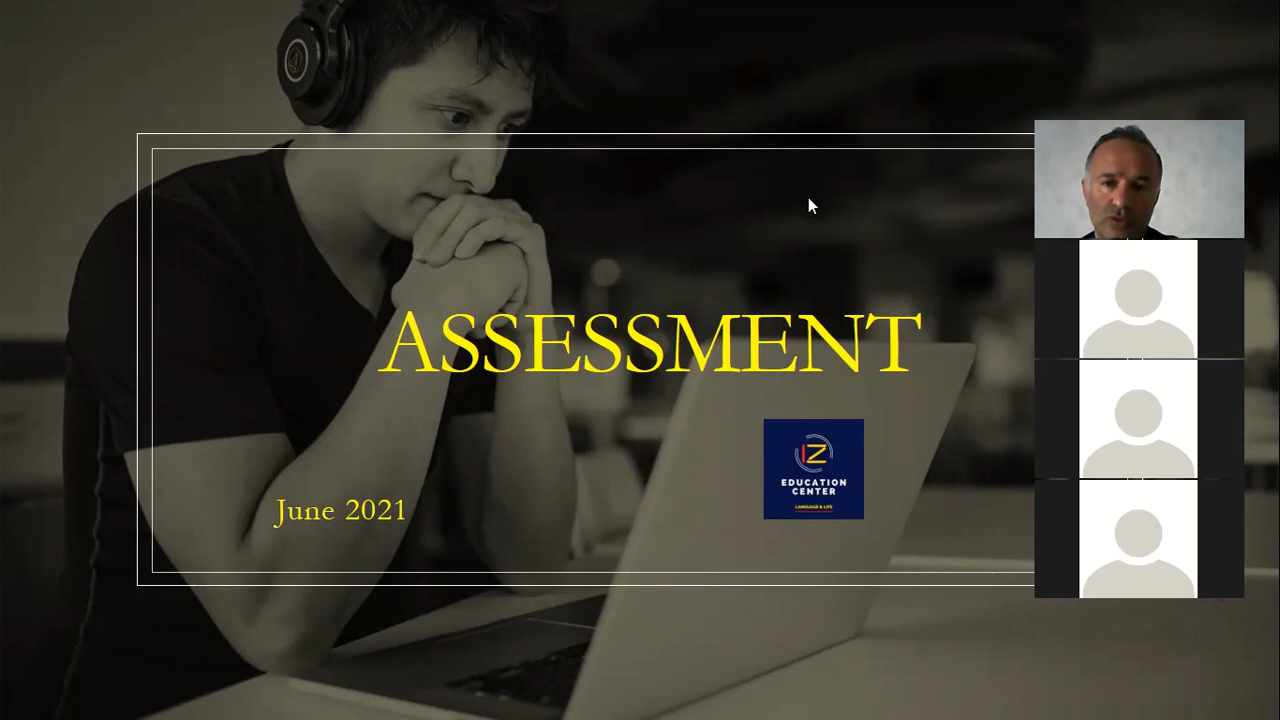 ASSESSMENT
IZ
EDUCATION
CENTER
LANGUAGE & LIFE
June 2021